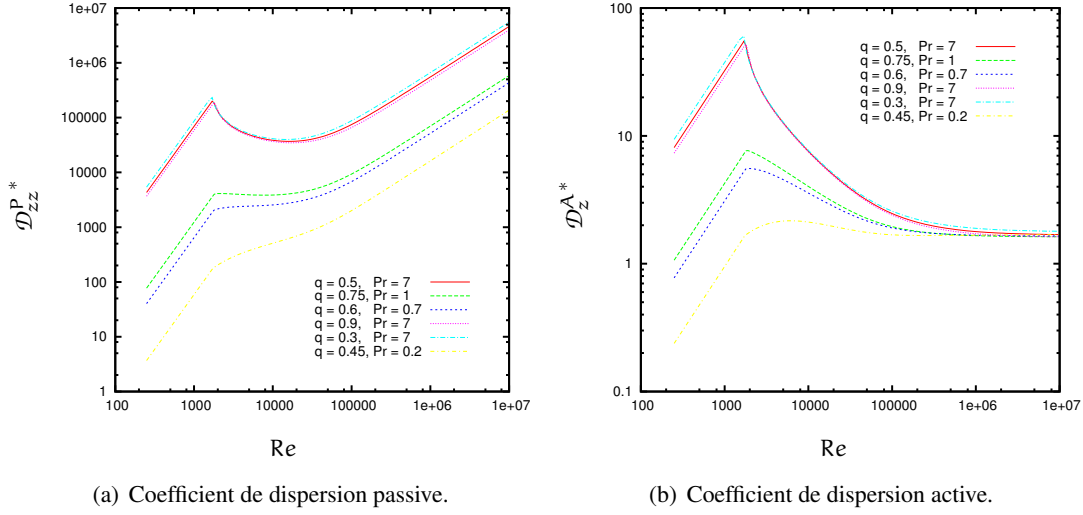 1e+07
1e+06
100000
10000
1000
100
10
1
100
1000
10000
100000
1e+06
1e+07
𝒟zz^P*
Re
q = 0.5, Pr = 7
q = 0.75, Pr = 1
q = 0.6, Pr = 0.7
q = 0.9, Pr = 7
q = 0.3, Pr = 7
q = 0.45, Pr = 0.2
(a) Coefficient de dispersion passive.
100
10
1
0.1
100
1000
10000
100000
1e+06
1e+07
𝒟z^A*
Re
q = 0.5, Pr = 7
q = 0.75, Pr = 1
q = 0.6, Pr = 0.7
q = 0.9, Pr = 7
q = 0.3, Pr = 7
q = 0.45, Pr = 0.2
(b) Coefficient de dispersion active.